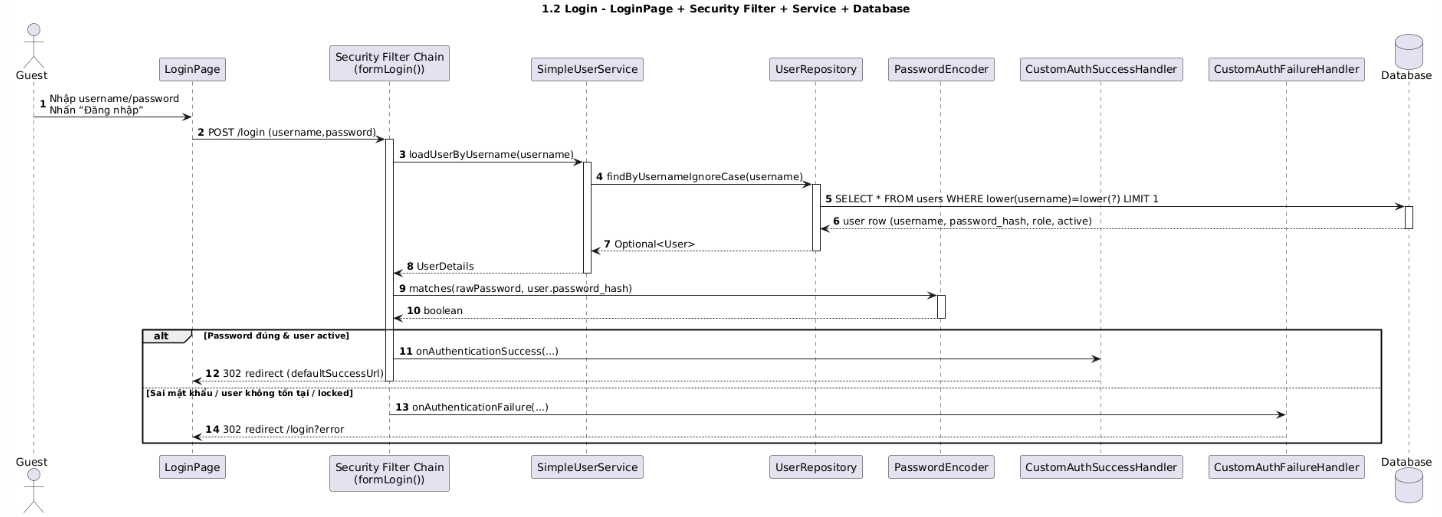 1.2 Login - LoginPage + Security Filter + Service + Database
Guest
LoginPage
Security Filter Chain
(formLogin())
SimpleUserService
UserRepository
PasswordEncoder
CustomAuthSuccessHandler
CustomAuthFailureHandler
Database
1 Nhập username/password
Nhấn “Đăng nhập”
2 POST /login (username,password)
3 loadUserByUsername(username)
4 findByUsernameIgnoreCase(username)
5 SELECT * FROM users WHERE lower(username)=lower(?) LIMIT 1
6 user row (username, password_hash, role, active)
7 Optional<User>
8 UserDetails
9 matches(rawPassword, user.password_hash)
10 boolean
alt [Password đúng & user active]
11 onAuthenticationSuccess(...)
12 302 redirect (defaultSuccessUrl)
[Sai mật khẩu / user không tồn tại / locked]
13 onAuthenticationFailure(...)
14 302 redirect /login?error
Guest
LoginPage
Security Filter Chain
(formLogin())
SimpleUserService
UserRepository
PasswordEncoder
CustomAuthSuccessHandler
CustomAuthFailureHandler
Database